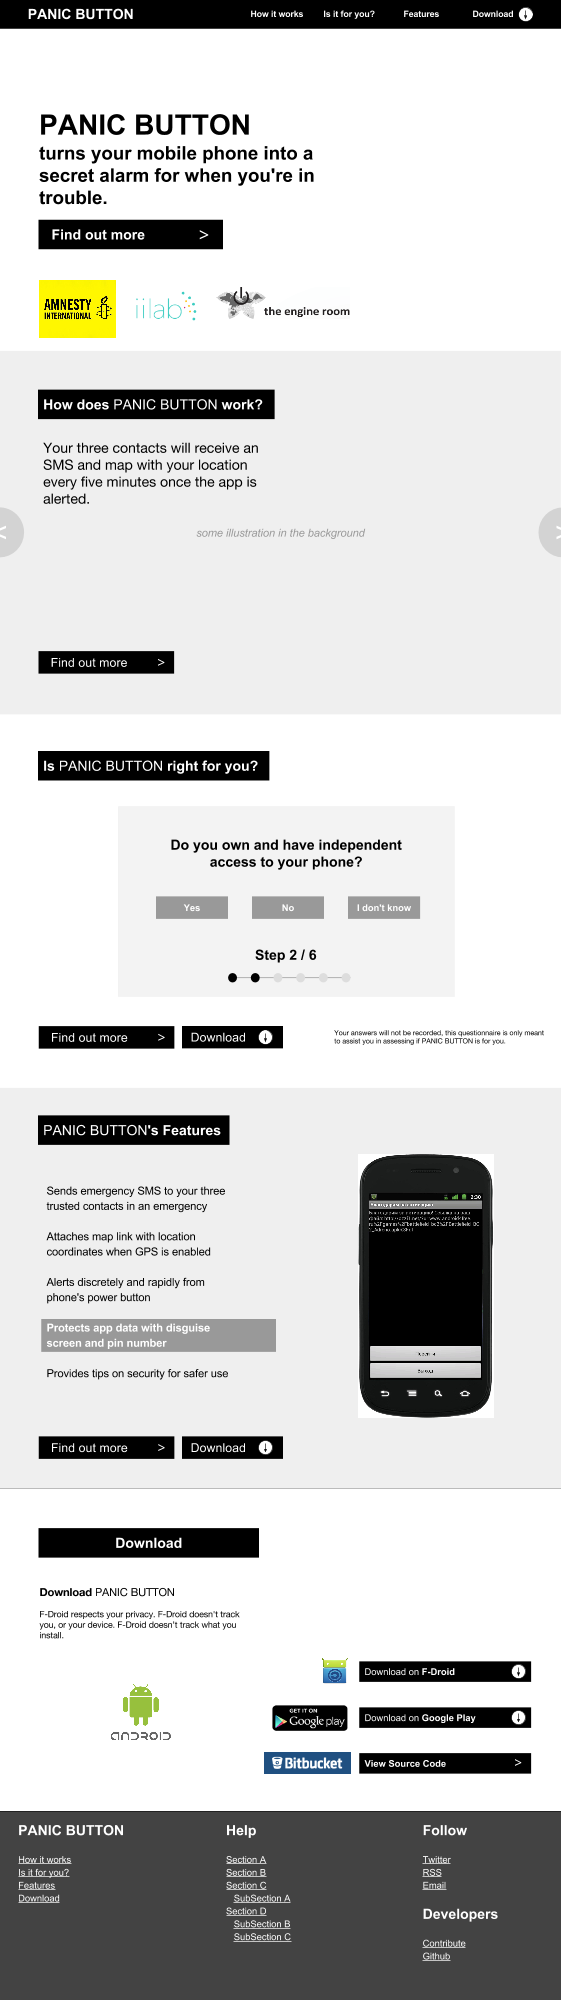 PANIC BUTTON
How it works
Is it for you?
Features
Download
PANIC BUTTON
turns your mobile phone into a
secret alarm for when you're in
trouble.
Find out more >
AMNESTY
INTERNATIONAL
iilab
the engine room
How does PANIC BUTTON work?
Your three contacts will receive an
SMS and map with your location
every five minutes once the app is
alerted.
<
>
some illustration in the background
Find out more >
Is PANIC BUTTON right for you?
Do you own and have independent
access to your phone?
Yes
No
I don't know
Step 2 / 6
Find out more >
Download
Your answers will not be recorded, this questionnaire is only meant
to assist you in assessing if PANIC BUTTON is for you.
PANIC BUTTON's Features
Sends emergency SMS to your three
trusted contacts in an emergency
Attaches map link with location
coordinates when GPS is enabled
Alerts discretely and rapidly from
phone's power button
Protects app data with disguise
screen and pin number
Provides tips on security for safer use
2:30
Find out more >
Download
Download
Download PANIC BUTTON
F-Droid respects your privacy. F-Droid doesn't track
you, or your device. F-Droid doesn't track what you
install.
ANDROID
Download on F-Droid
GET IT ON
Google play
Download on Google Play
Bitbucket
View Source Code >
PANIC BUTTON
How it works
Is it for you?
Features
Download
Help
Section A
Section B
Section C
SubSection A
Section D
SubSection B
SubSection C
Follow
Twitter
RSS
Email
Developers
Contribute
Github